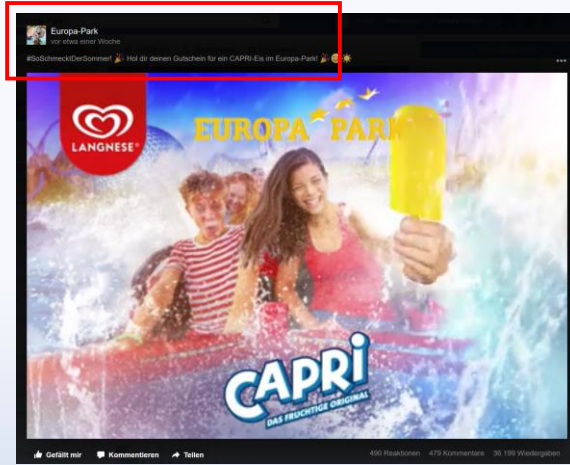 Europa-Park
vor etwa einer Woche
#SoSchmecktDerSommer! 🎉 Hol dir deinen Gutschein für ein CAPRI-Eis im Europa-Park! 🎉😋☀
LANGNESE®
EUROPA PARK
CAPRI
DAS FRUCHTIGE ORIGINAL
Gefällt mir Kommentieren Teilen 490 Reaktionen 479 Kommentare 36.199 Wiedergaben